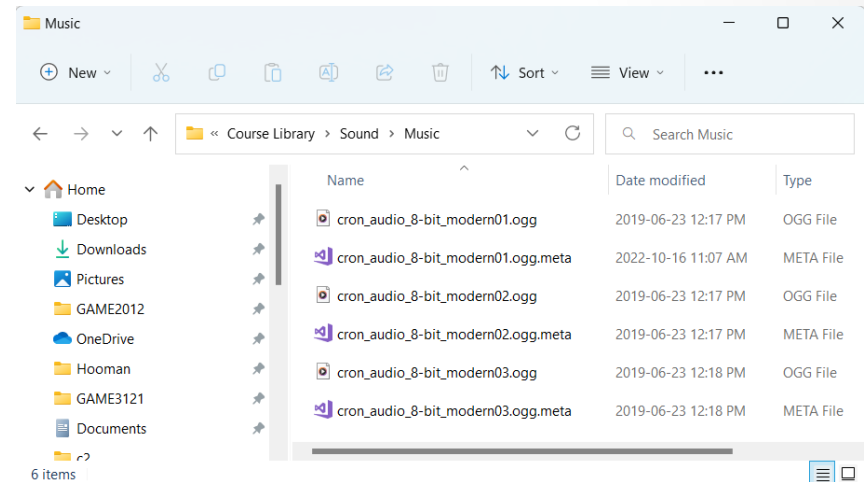 Music
New
Sort
View
« Course Library > Sound > Music
Search Music
Name Date modified Type
Home
Desktop
Downloads
Pictures
GAME2012
OneDrive
Hooman
GAME3121
Documents
c2
cron_audio_8-bit_modern01.ogg 2019-06-23 12:17 PM OGG File
cron_audio_8-bit_modern01.ogg.meta 2022-10-16 11:07 AM META File
cron_audio_8-bit_modern02.ogg 2019-06-23 12:17 PM OGG File
cron_audio_8-bit_modern02.ogg.meta 2019-06-23 12:17 PM META File
cron_audio_8-bit_modern03.ogg 2019-06-23 12:18 PM OGG File
cron_audio_8-bit_modern03.ogg.meta 2019-06-23 12:18 PM META File
6 items